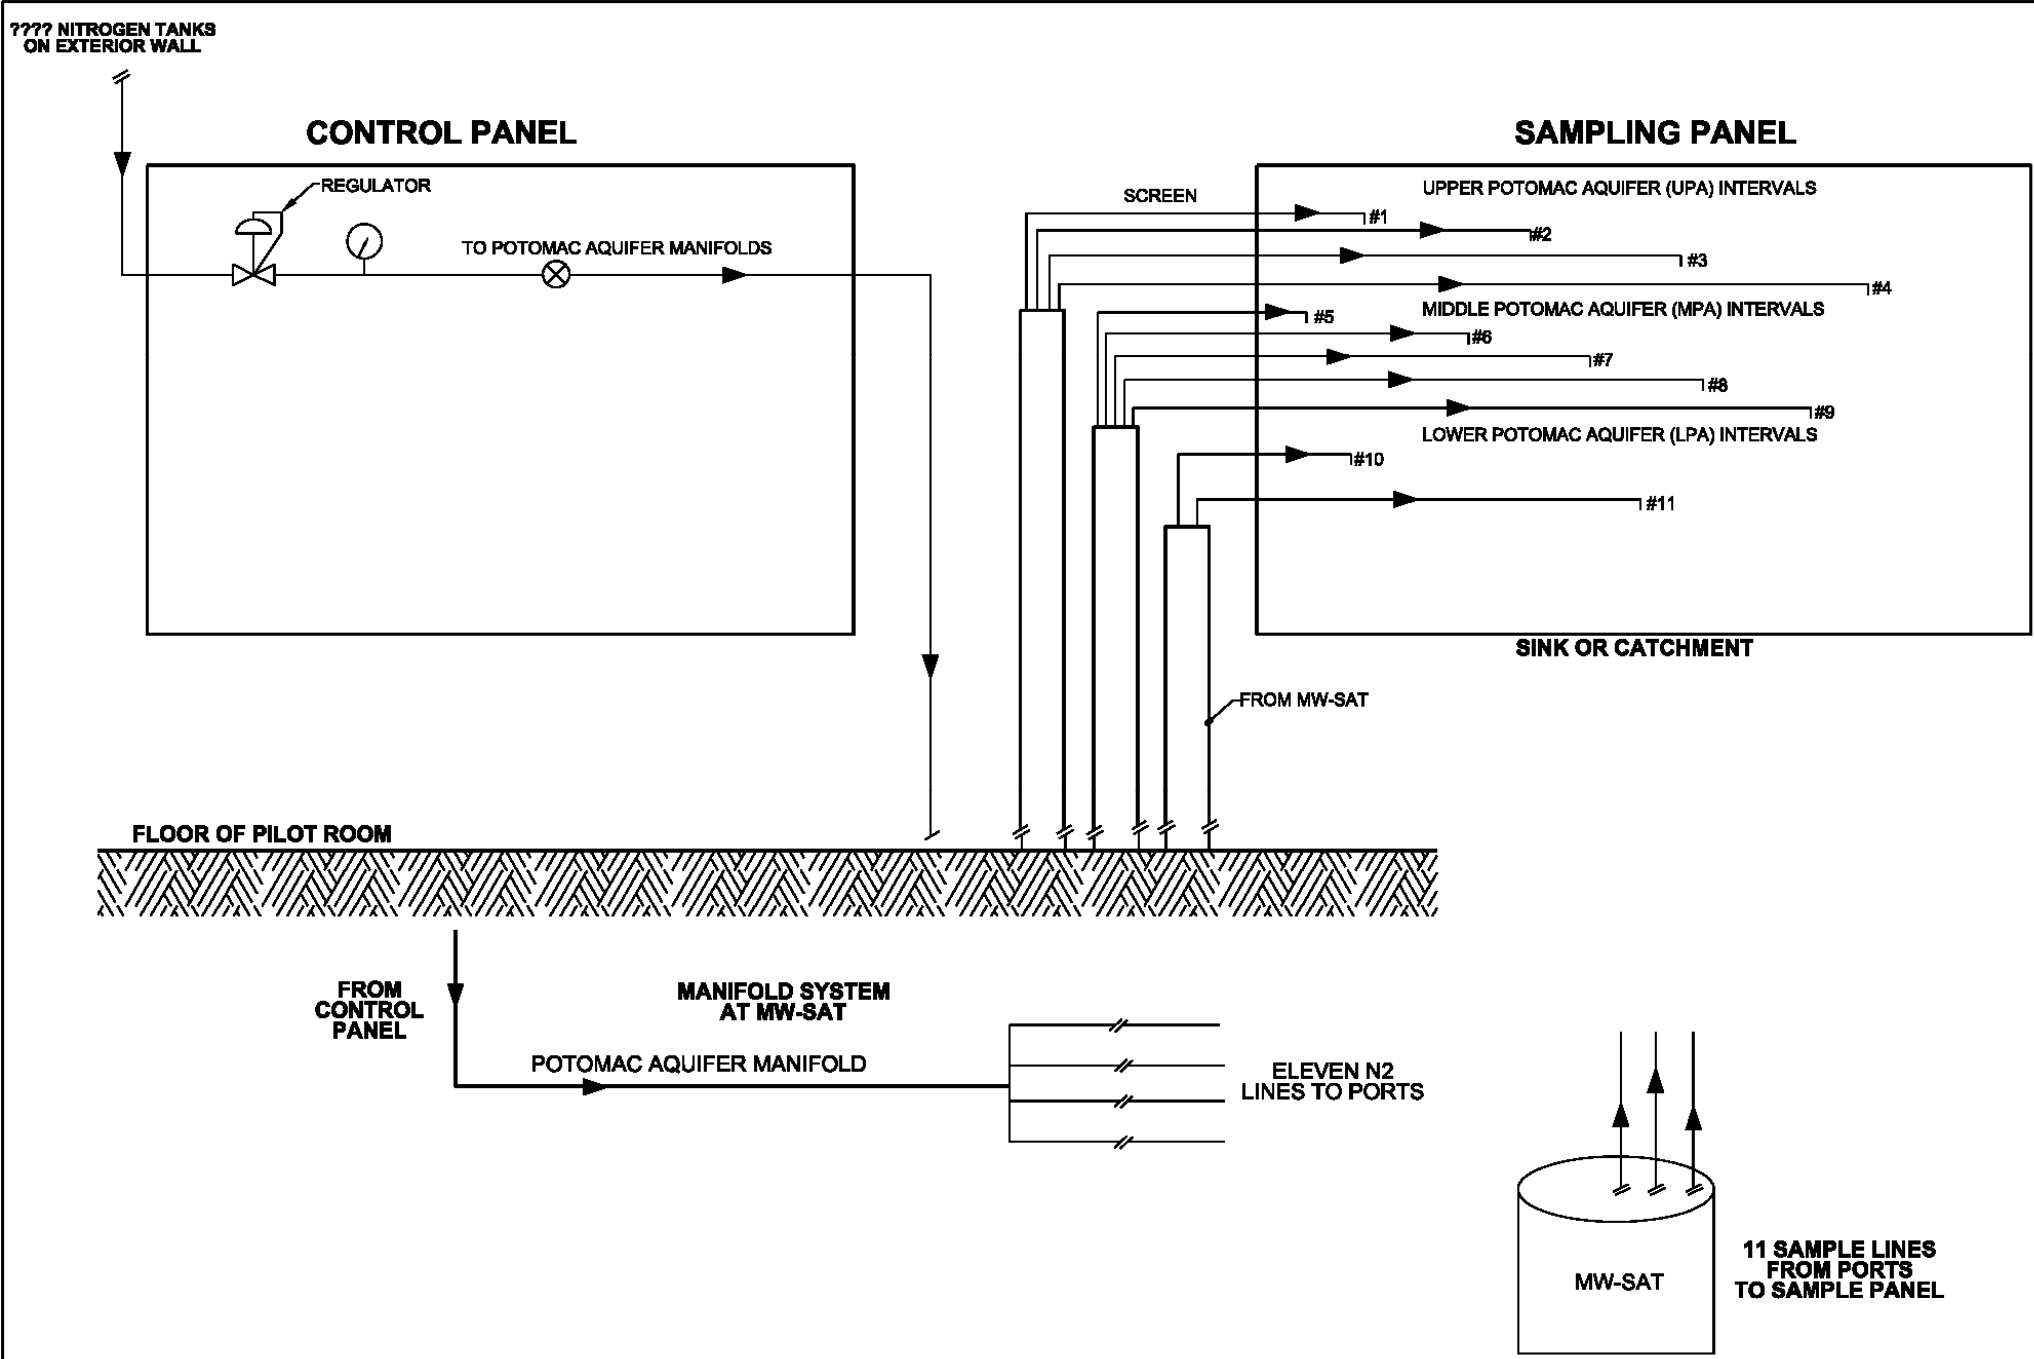 ???? NITROGEN TANKS
ON EXTERIOR WALL
CONTROL PANEL
REGULATOR
TO POTOMAC AQUIFER MANIFOLDS
SAMPLING PANEL
SCREEN
UPPER POTOMAC AQUIFER (UPA) INTERVALS
#1
#2
#3
#4
MIDDLE POTOMAC AQUIFER (MPA) INTERVALS
#5
#6
#7
#8
#9
LOWER POTOMAC AQUIFER (LPA) INTERVALS
#10
#11
SINK OR CATCHMENT
FROM MW-SAT
FLOOR OF PILOT ROOM
FROM
CONTROL
PANEL
MANIFOLD SYSTEM
AT MW-SAT
POTOMAC AQUIFER MANIFOLD
ELEVEN N2
LINES TO PORTS
MW-SAT
11 SAMPLE LINES
FROM PORTS
TO SAMPLE PANEL